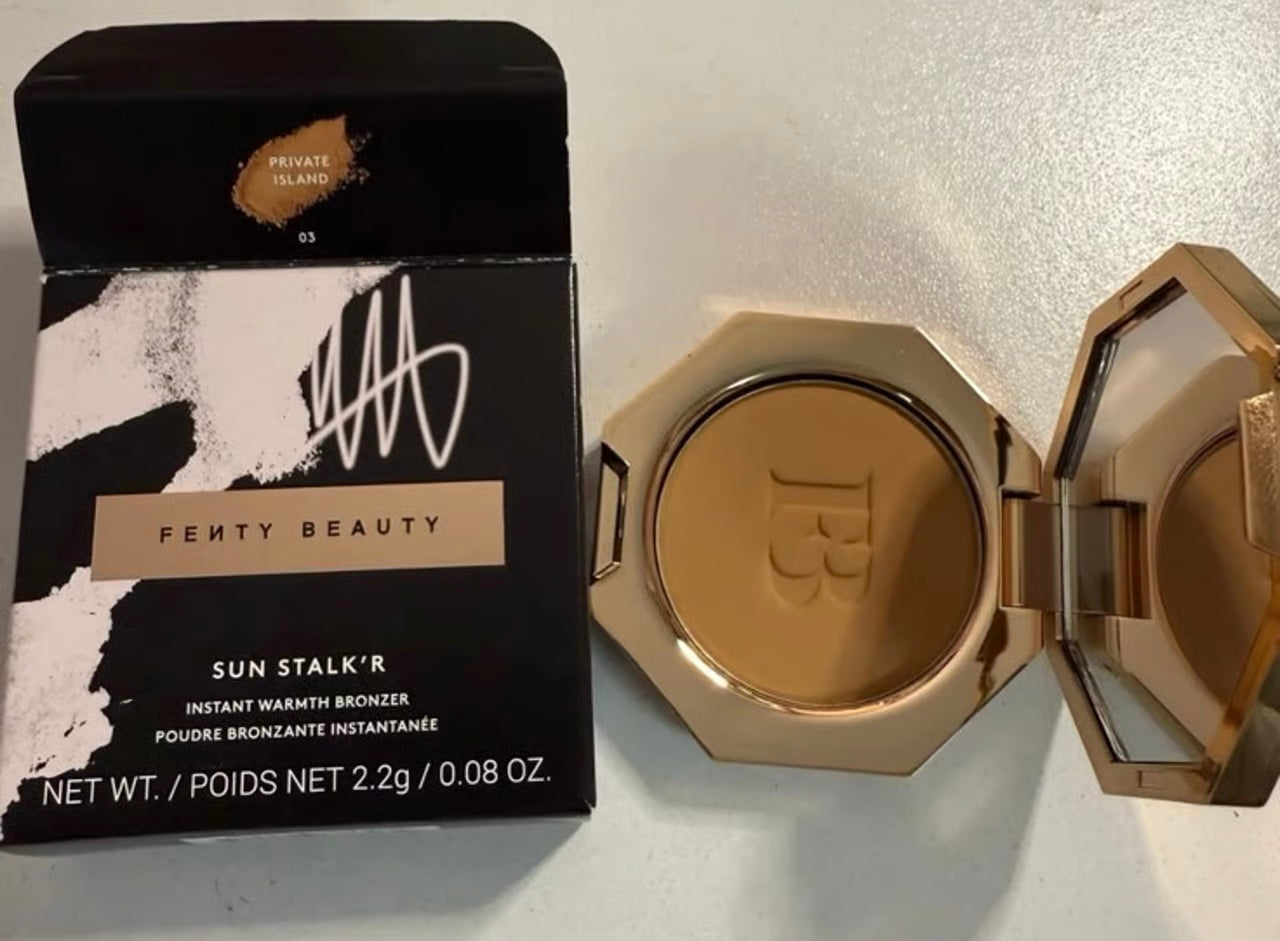 PRIVATE
ISLAND
03
FEИTY BEAUTY
SUN STALK'R
INSTANT WARMTH BRONZER
POUDRE BRONZANTE INSTANTANÉE
NET WT. / POIDS NET 2.2g / 0.08 OZ.